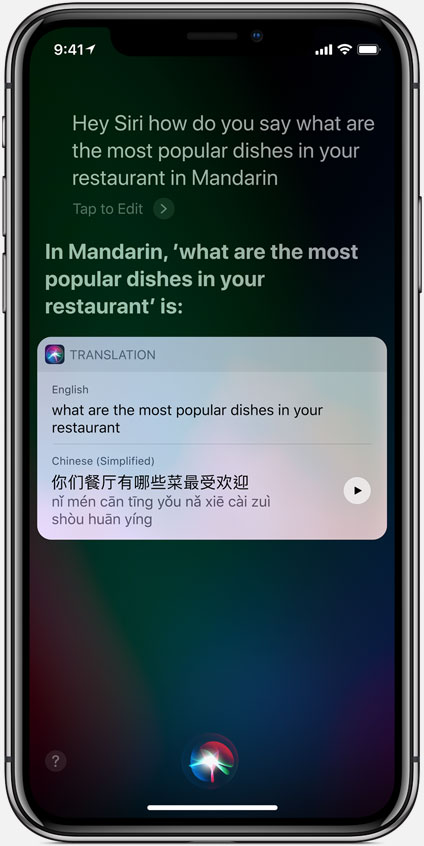 9:41
Hey Siri how do you say what are
the most popular dishes in your
restaurant in Mandarin
Tap to Edit
In Mandarin, ‘what are the most
popular dishes in your
restaurant’ is:
TRANSLATION
English
what are the most popular dishes in your
restaurant
Chinese (Simplified)
你们餐厅有哪些菜最受欢迎
nǐ mén cān tīng yǒu nǎ xiē cài zuì
shòu huān yíng
?